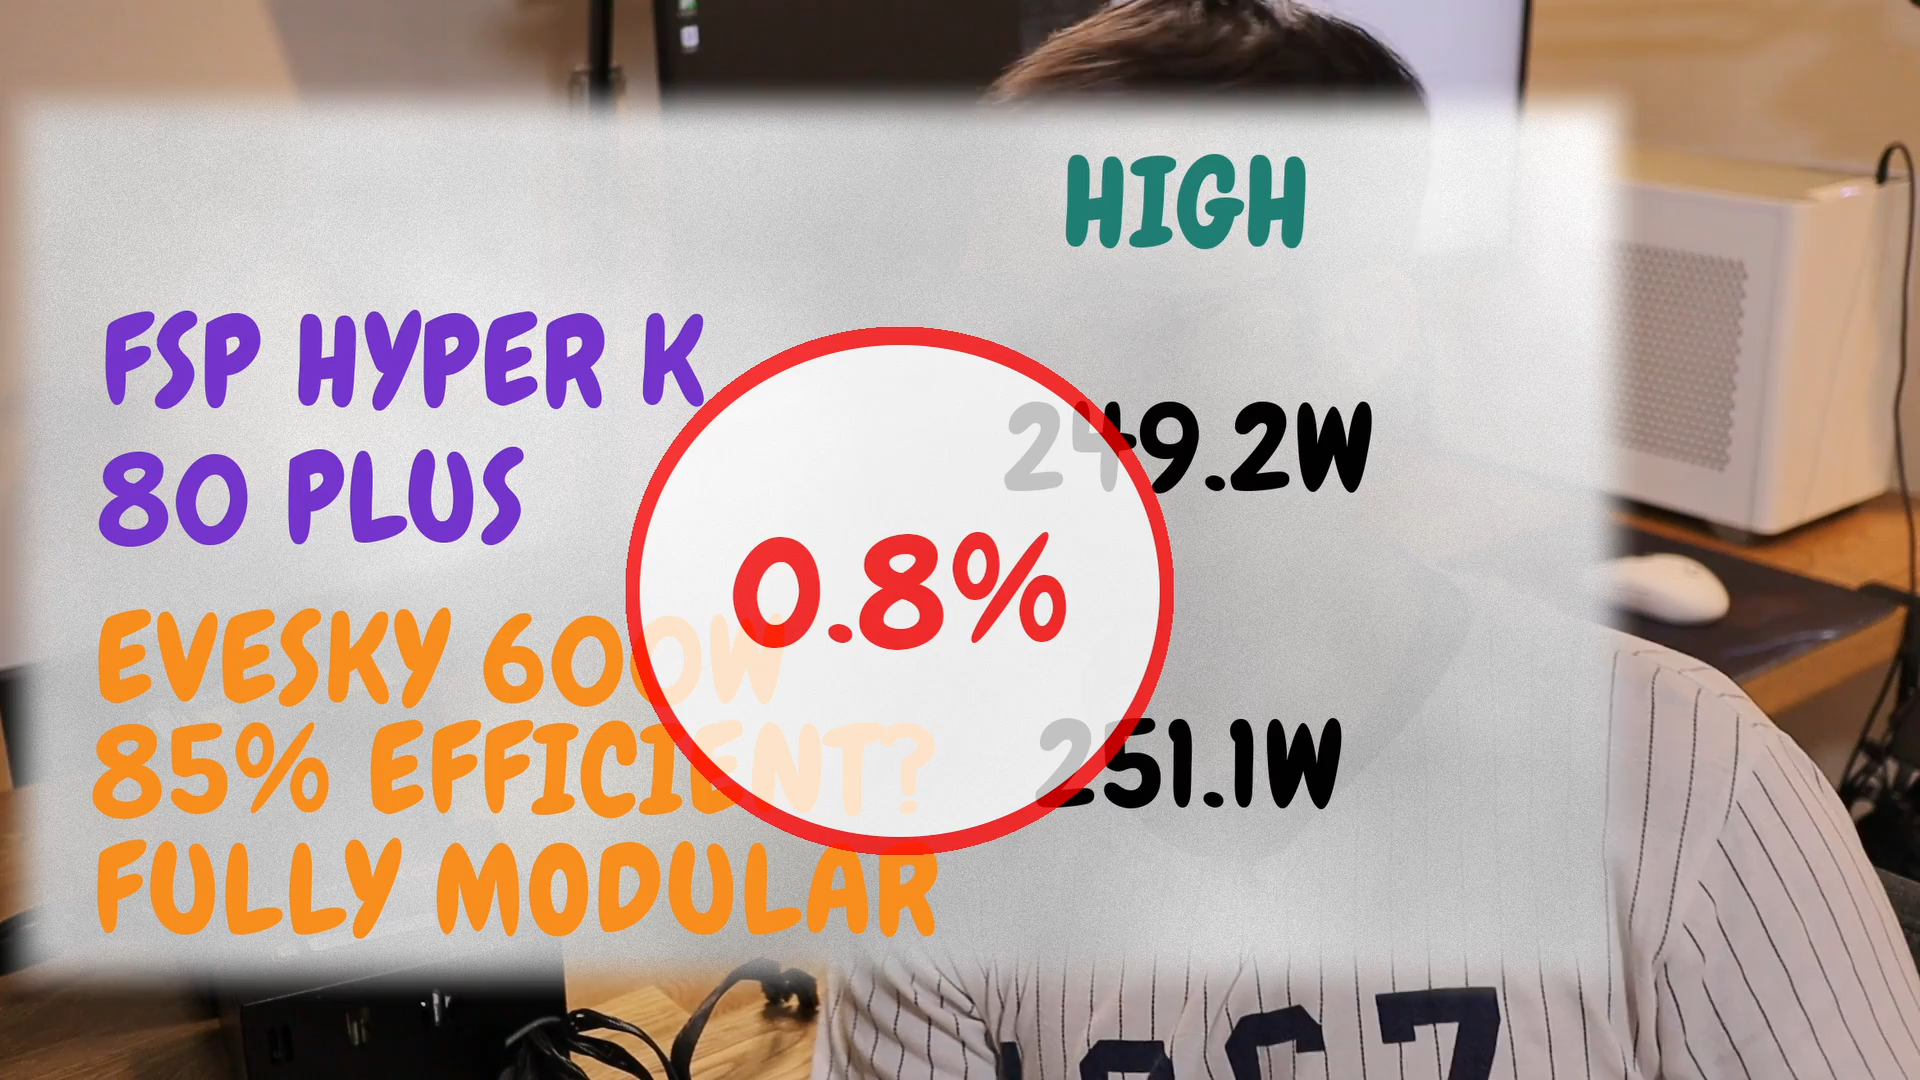 HIGH
FSP HYPER K
80 PLUS
249.2W
0.8%
EVESKY 600W
85% EFFICIENT?
FULLY MODULAR
251.1W